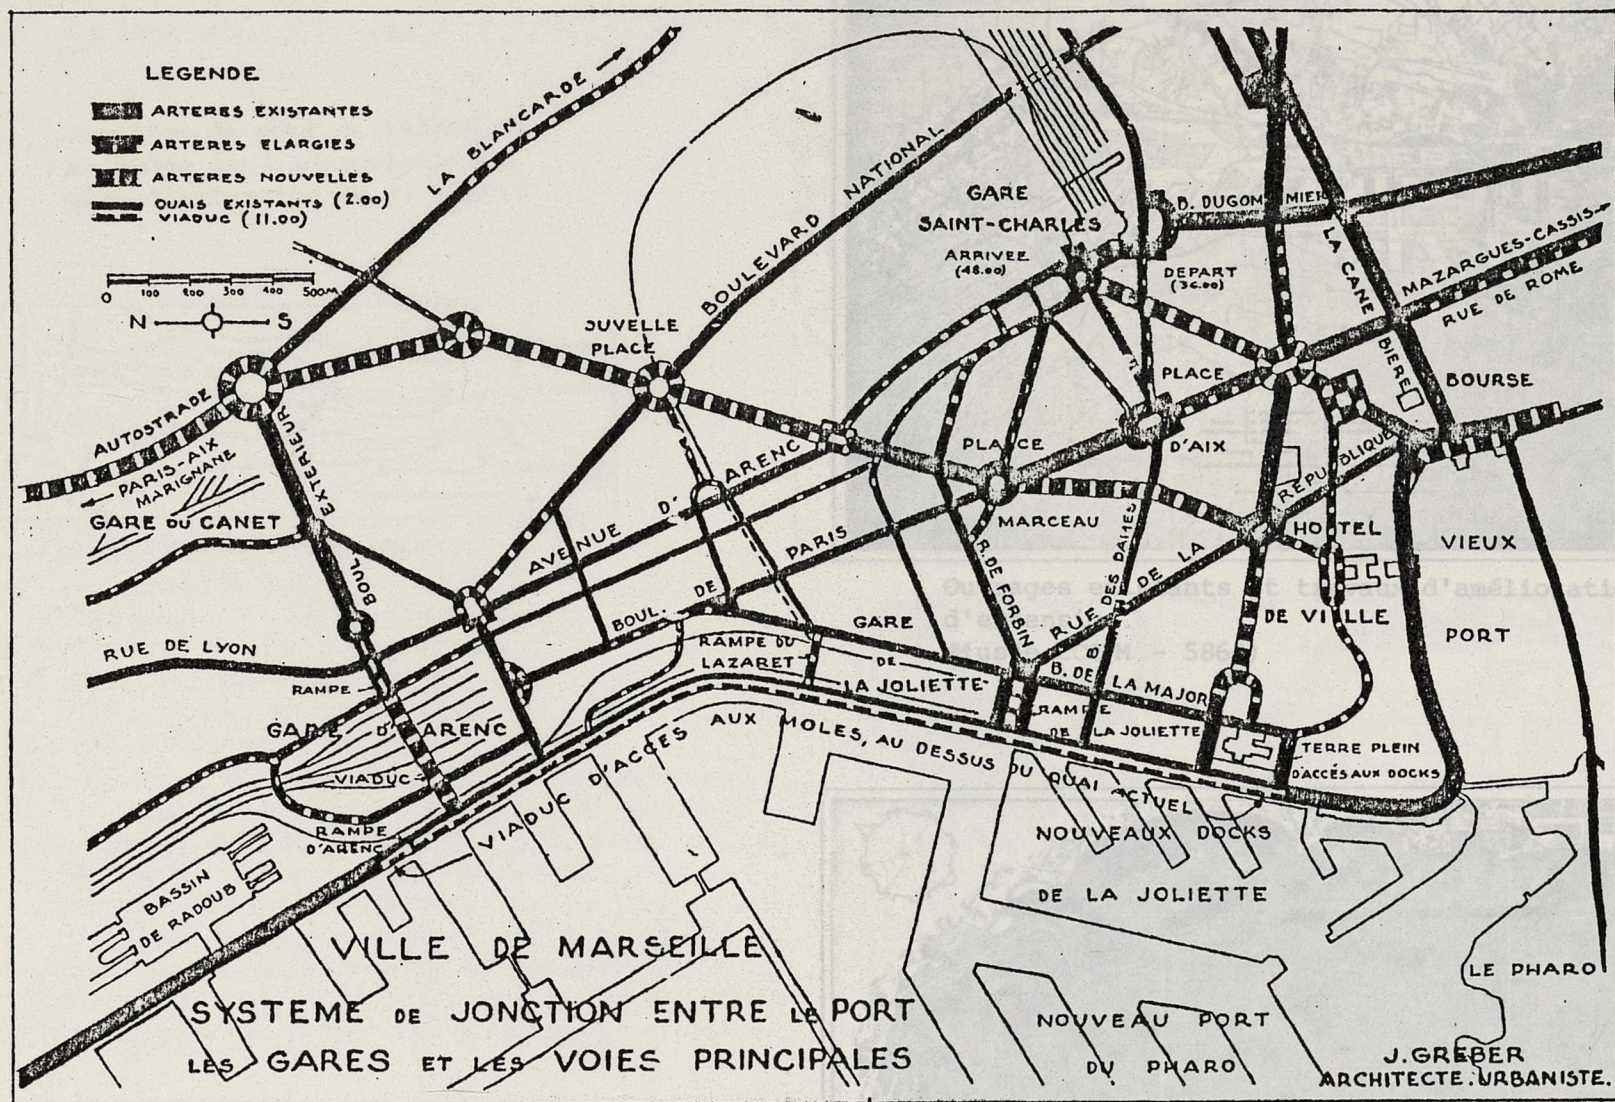 LEGENDE
ARTERES EXISTANTES
ARTERES ELARGIES
ARTERES NOUVELLES
QUAIS EXISTANTS (2.00)
VIADUC (11.00)
0 100 200 300 400 500M
N S
LA BLANCARDE
BOULEVARD NATIONAL
GARE
SAINT-CHARLES
ARRIVEE
(48.00)
B. DUGOMMIER
DEPART
(36.00)
LA CANEBIERE
MAZARGUES-CASSIS
RUE DE ROME
JUVELLE
PLACE
PLACE
D'AIX
BOURSE
AUTOSTRADE
PARIS-AIX
MARIGNANE
GARE DU CANET
BOUL. EXTERIEUR
AVENUE D'ARENC
PLACE
MARCEAU
RUE DE LA REPUBLIQUE
HOTEL
DE VILLE
VIEUX
PORT
BOUL. DE PARIS
R. DE FORBIN
B. DES DAMES
RUE DE LYON
RAMPE
RAMPE DU
LAZARET
GARE
DE
LA JOLIETTE
B. DE LA MAJOR
RAMPE
DE LA JOLIETTE
GARE D'ARENC
VIADUC
RAMPE
D'ARENC
VIADUC D'ACCES AUX MOLES, AU DESSUS DU QUAI ACTUEL
TERRE PLEIN
D'ACCÈS AUX DOCKS
NOUVEAUX DOCKS
DE LA JOLIETTE
BASSIN
DE RADOUB
LE PHARO
NOUVEAU PORT
DU PHARO
VILLE DE MARSEILLE
SYSTEME DE JONCTION ENTRE LE PORT
LES GARES ET LES VOIES PRINCIPALES
J. GREBER
ARCHITECTE. URBANISTE.